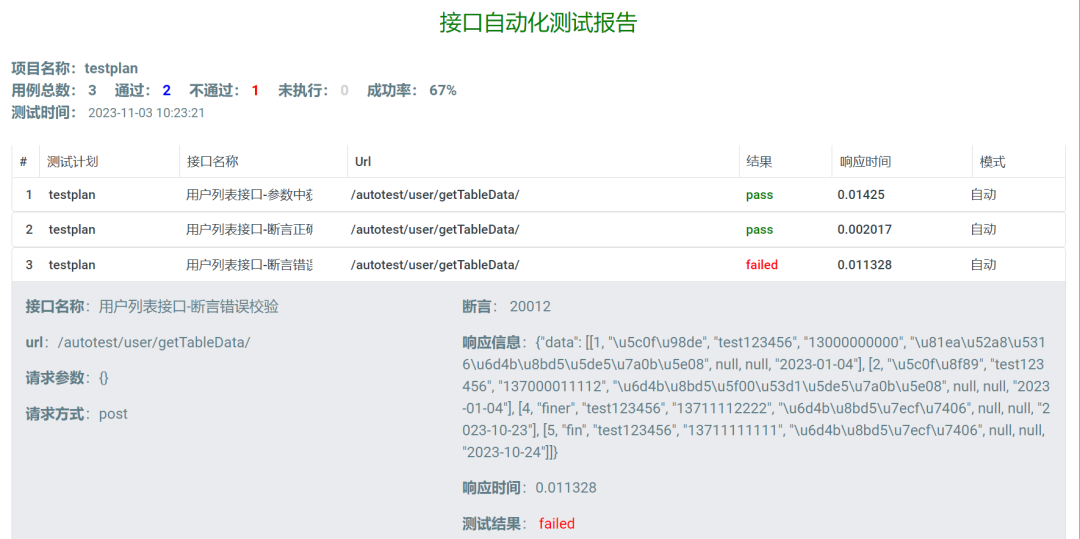 接口自动化测试报告
项目名称：testplan
用例总数： 3 通过： 2 不通过： 1 未执行： 0 成功率： 67%
测试时间： 2023-11-03 10:23:21
# 测试计划 接口名称 Url 结果 响应时间 模式
1 testplan 用户列表接口-参数中 /autotest/user/getTableData/ pass 0.01425 自动
2 testplan 用户列表接口-断言正确 /autotest/user/getTableData/ pass 0.002017 自动
3 testplan 用户列表接口-断言错误 /autotest/user/getTableData/ failed 0.011328 自动
接口名称：用户列表接口-断言错误校验
url：/autotest/user/getTableData/
请求参数：{}
请求方式：post
断言： 20012
响应信息：{"data": [[1, "\u5c0f\u98de", "test123456", "13000000000", "\u81ea\u52a8\u531
6\u6d4b\u8bd5\u5de5\u7a0b\u5e08", null, null, "2023-01-04"], [2, "\u5c0f\u8f89", "test123
456", "137000011112", "\u6d4b\u8bd5\u5f00\u53d1\u5de5\u7a0b\u5e08", null, null, "2023
-01-04"], [4, "finer", "test123456", "13711112222", "\u6d4b\u8bd5\u7ecf\u7406", null, null, "2
023-10-23"], [5, "fin", "test123456", "13711111111", "\u6d4b\u8bd5\u7ecf\u7406", null, null,
"2023-10-24"]]}
响应时间：0.011328
测试结果： failed